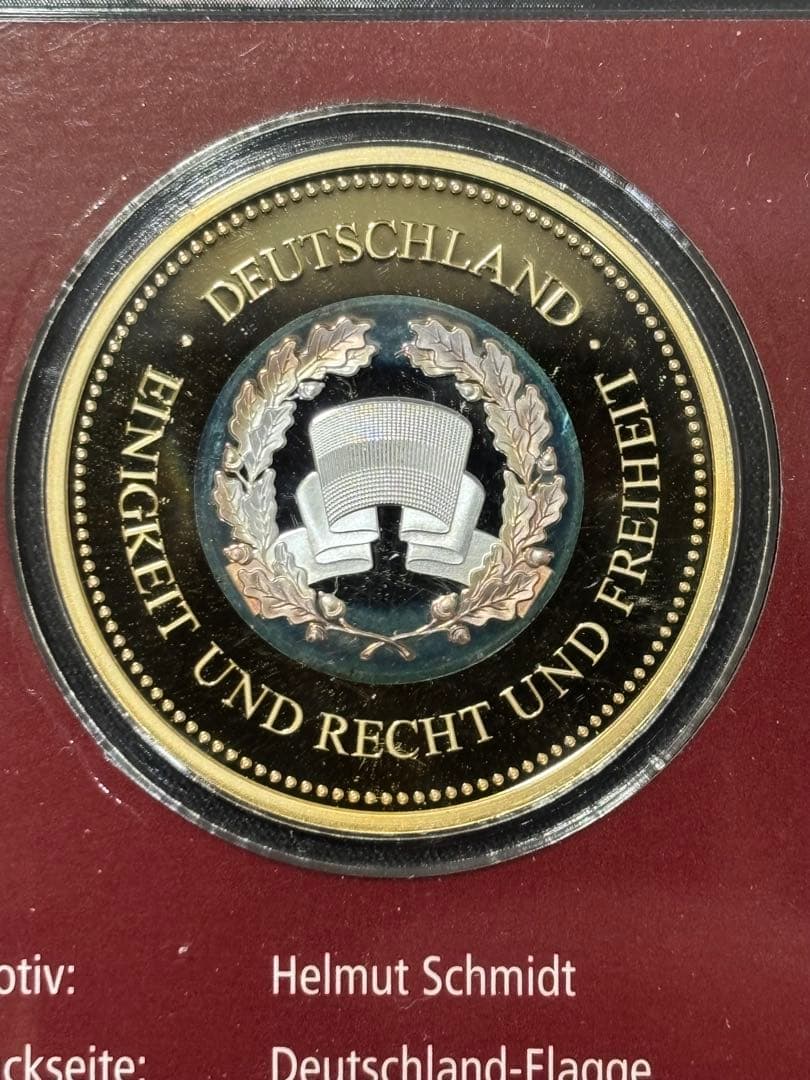 · DEUTSCHLAND ·
EINIGKEIT UND RECHT UND FREIHEIT
otiv: Helmut Schmidt
ckseite: Deutschland-Flagge